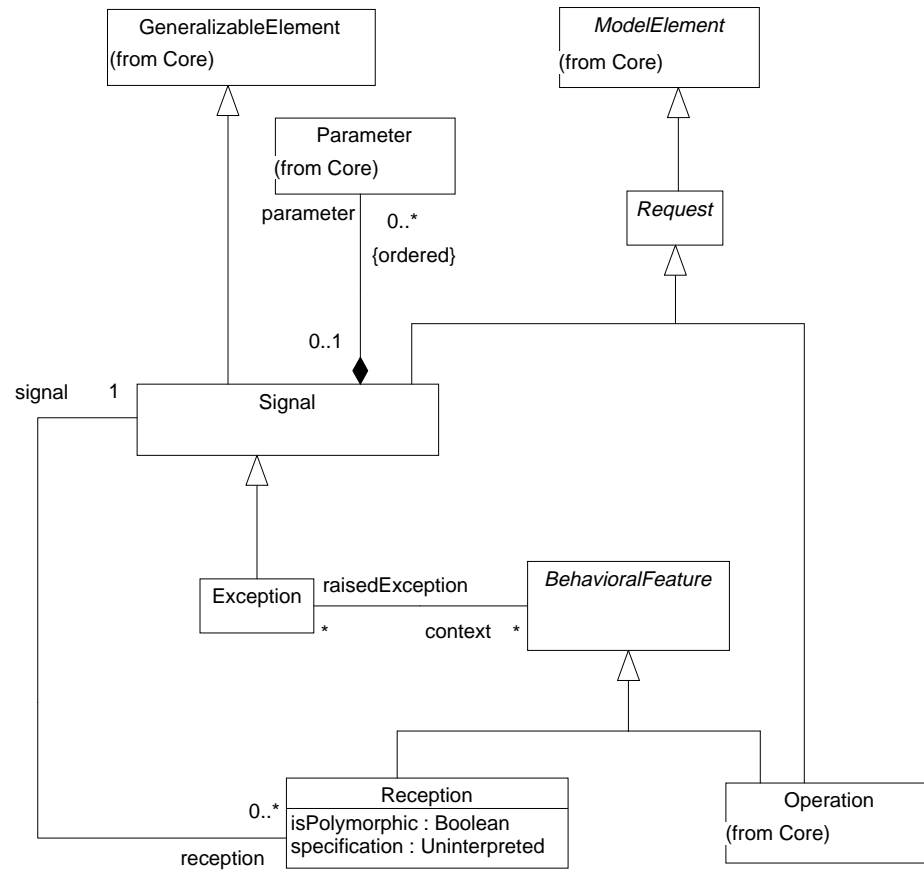 GeneralizableElement
(from Core)
ModelElement
(from Core)
Parameter
(from Core)
parameter
0..*
{ordered}
Request
0..1
signal
1
Signal
Exception
raisedException
*
context
*
BehavioralFeature
Reception
isPolymorphic : Boolean
specification : Uninterpreted
0..*
reception
Operation
(from Core)